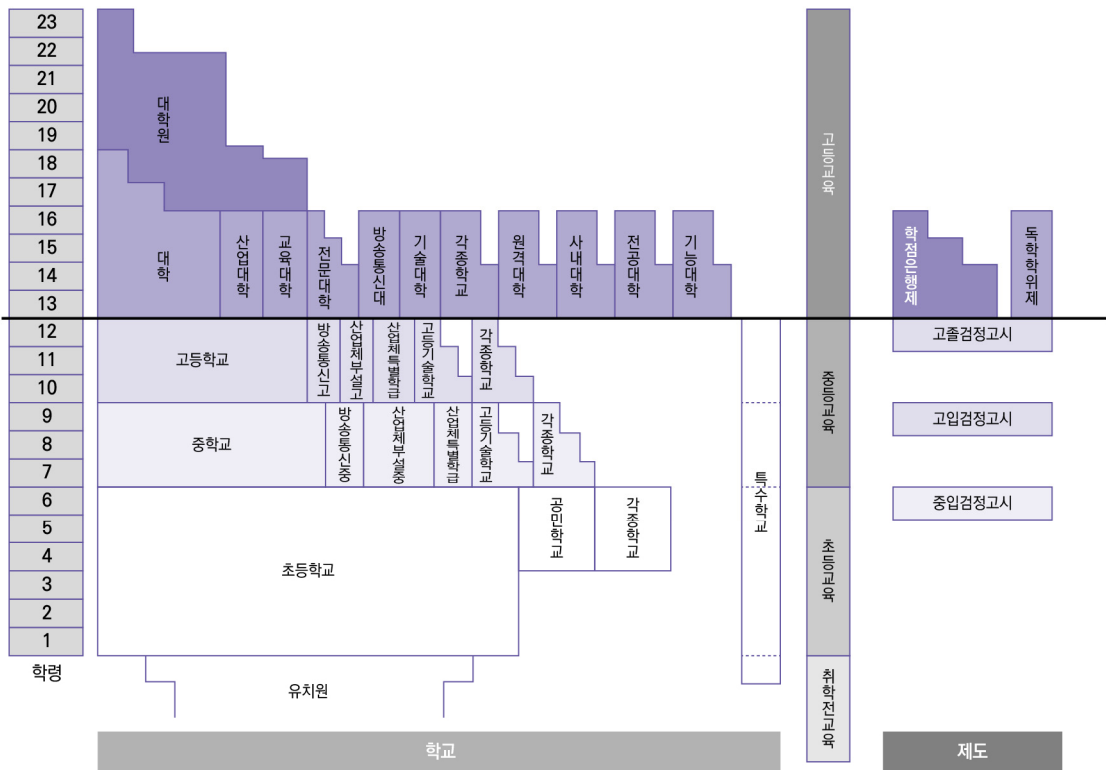 23
22
21
20
19
18
17
16
15
14
13
12
11
10
9
8
7
6
5
4
3
2
1
학령
대학원
대학
산업대학
교육대학
전문대학
방송통신대
기술대학
각종학교
원격대학
사내대학
전공대학
기능대학
고등학교
방송통신고
산업체부설고
산업체특별학급
고등기술학교
각종학교
중학교
방송통신중
산업체부설중
산업체특별학급
고등기술학교
각종학교
초등학교
공민학교
각종학교
유치원
특수학교
고등교육
중등교육
초등교육
취학전교육
학점은행제
독학학위제
고졸검정고시
고입검정고시
중입검정고시
학교
제도